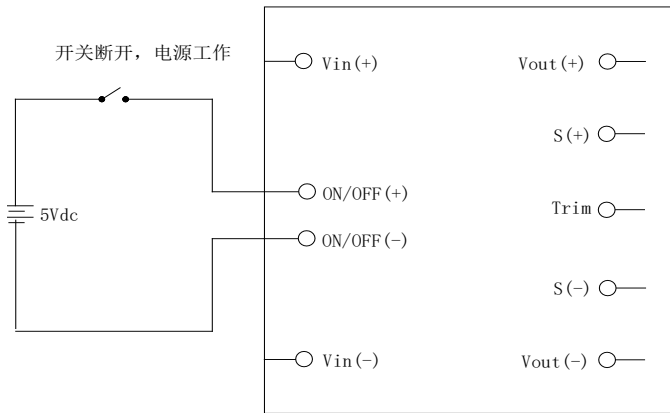 开关断开，电源工作
Vin(+)
Vout(+)
S(+)
ON/OFF(+)
5Vdc
Trim
ON/OFF(-)
S(-)
Vin(-)
Vout(-)